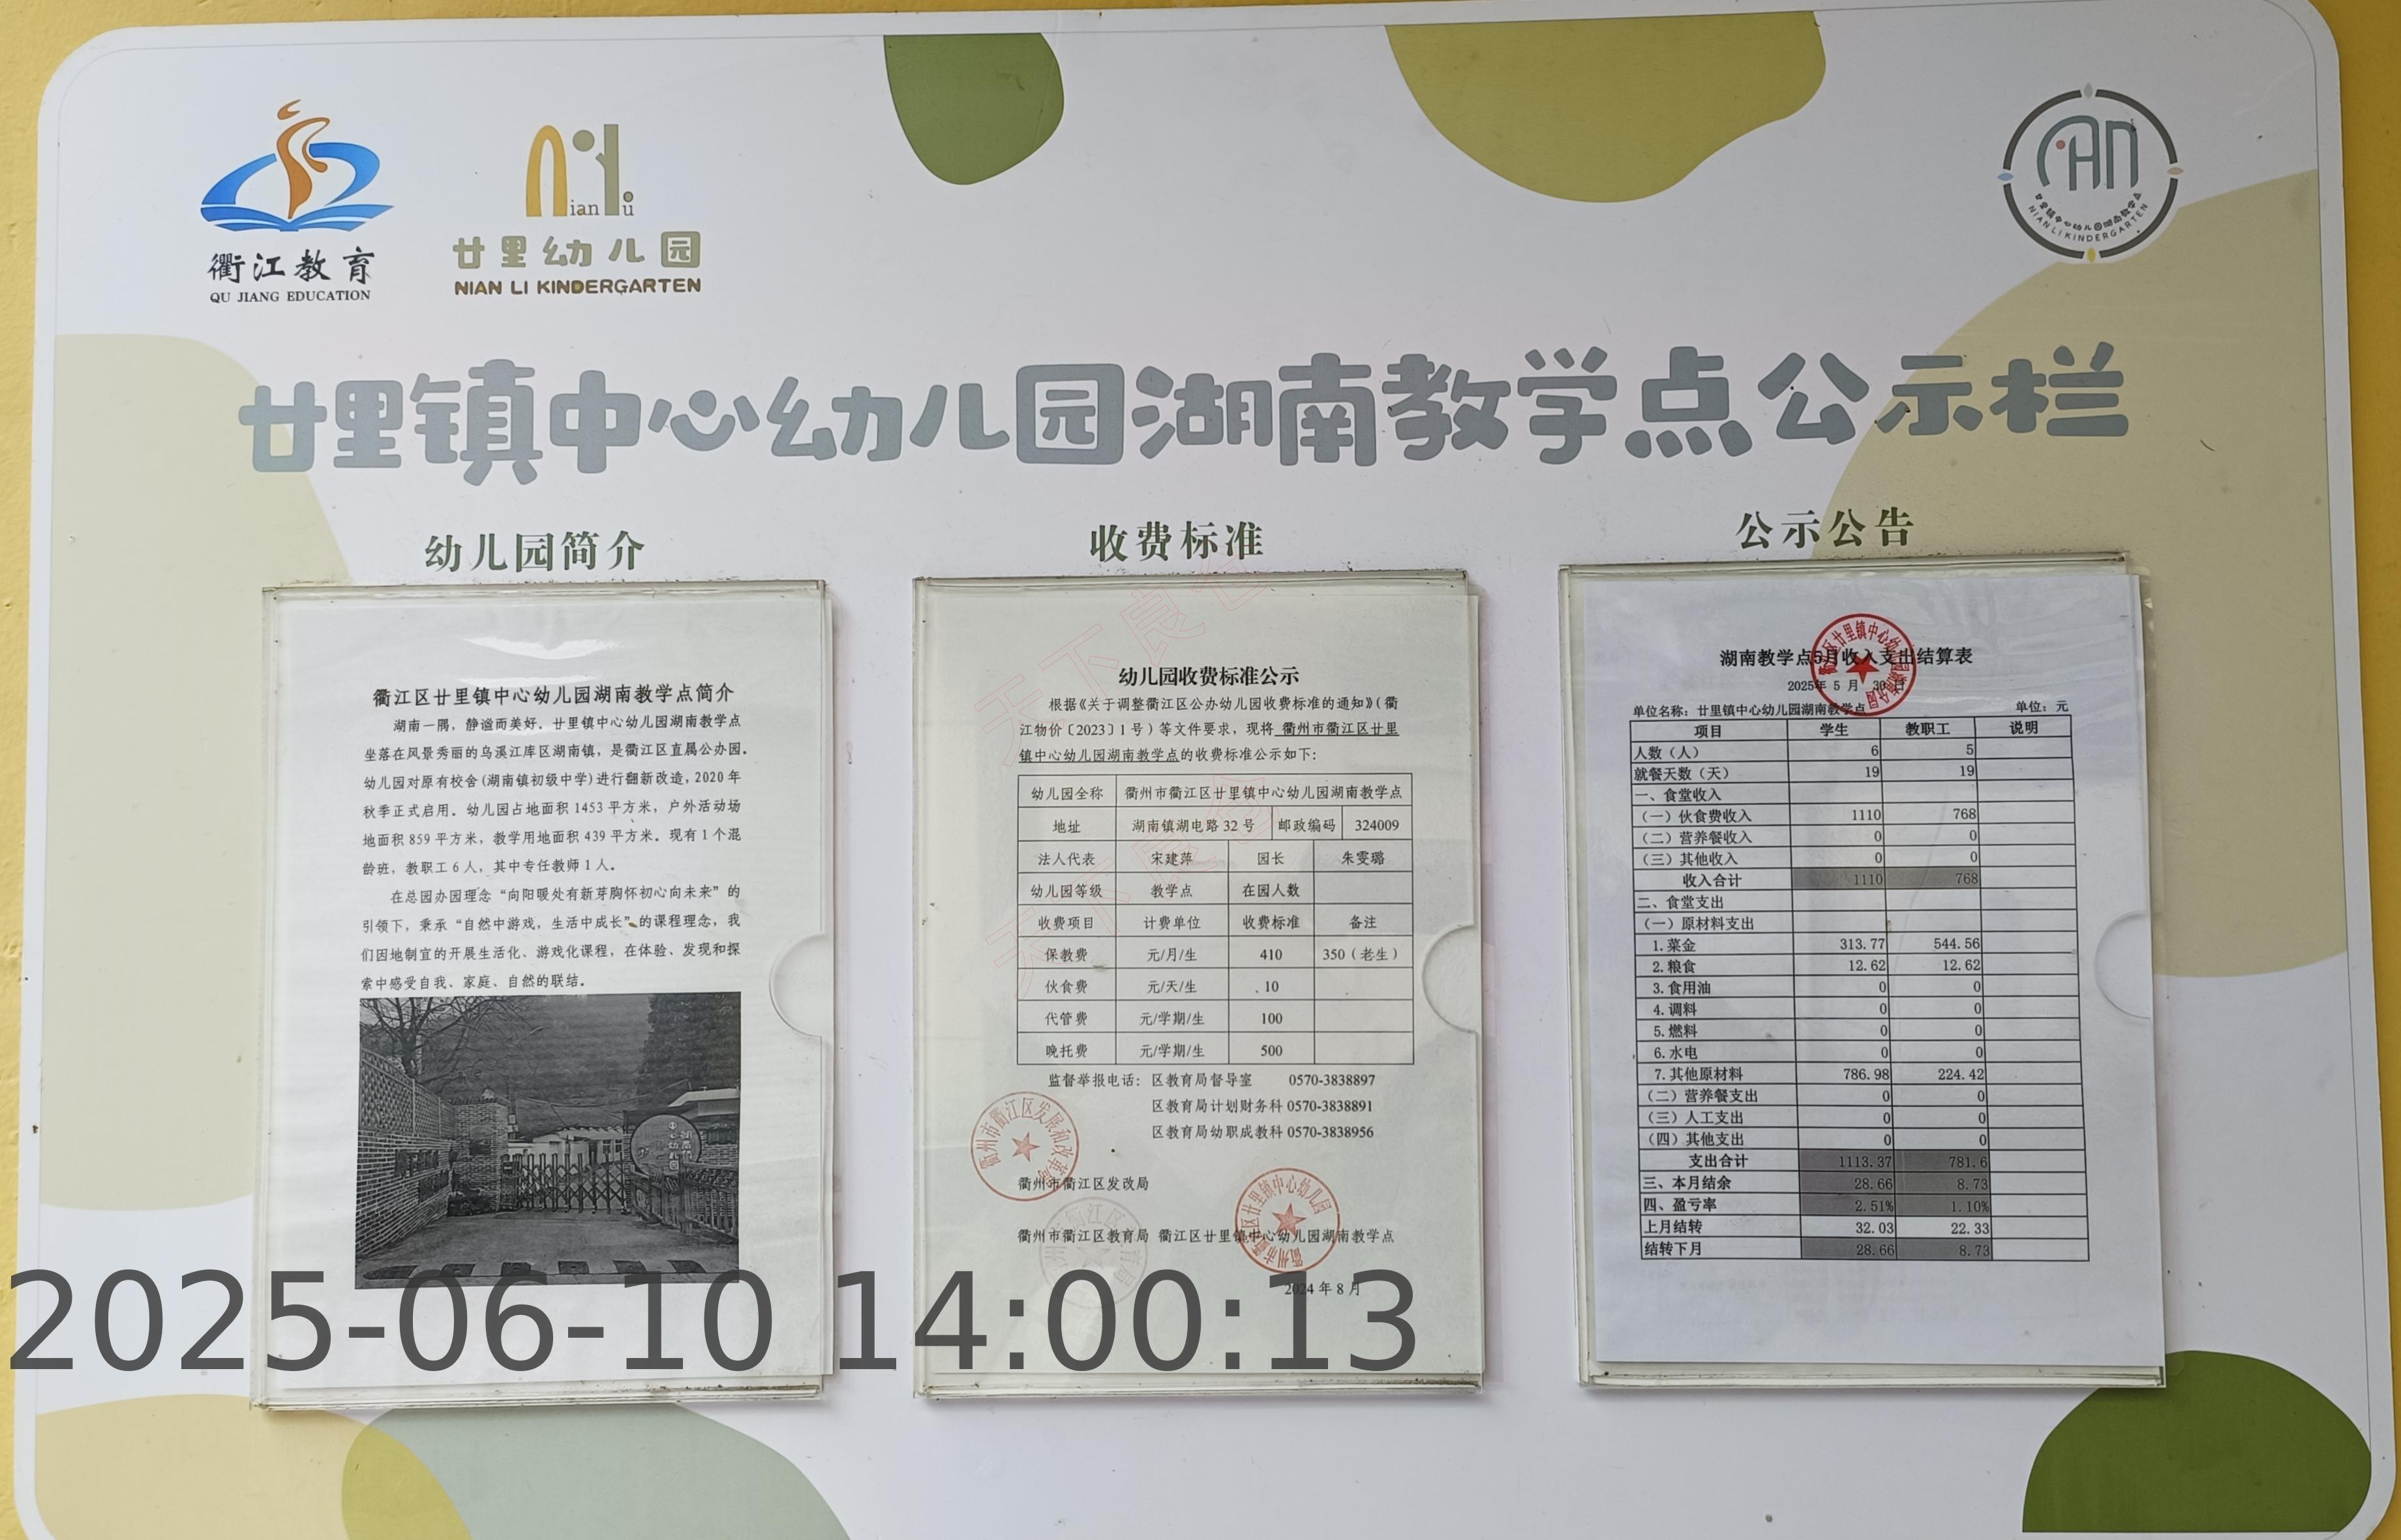 衢江教育
QU JIANG EDUCATION
Nian Li
廿里幼儿园
NIAN LI KINDERGARTEN
廿里镇中心幼儿园湖南教学点
NIAN LI KINDERGARTEN
廿里镇中心幼儿园湖南教学点公示栏
幼儿园简介
衢江区廿里镇中心幼儿园湖南教学点简介
湖南一隅，静谧而美好。廿里镇中心幼儿园湖南教学点
坐落在风景秀丽的乌溪江库区湖南镇，是衢江区直属公办园。
幼儿园对原有校舍（湖南镇初级中学）进行翻新改造，2020 年
秋季正式启用。幼儿园占地面积 1453 平方米，户外活动场
地面积 859 平方米，教学用地面积 439 平方米。现有 1 个混
龄班，教职工 6 人，其中专任教师 1 人。
在总园办园理念“向阳暖处有新芽胸怀初心向未来”的
引领下，秉承“自然中游戏，生活中成长”的课程理念，我
们因地制宜的开展生活化、游戏化课程，在体验、发现和探
索中感受自我、家庭、自然的联结。
收费标准
幼儿园收费标准公示
根据《关于调整衢江区公办幼儿园收费标准的通知》（衢
江物价〔2023〕1 号）等文件要求，现将 衢州市衢江区廿里
镇中心幼儿园湖南教学点的收费标准公示如下：
幼儿园全称 衢州市衢江区廿里镇中心幼儿园湖南教学点
地址 湖南镇湖电路 32 号 邮政编码 324009
法人代表 宋建萍 园长 朱雯璐
幼儿园等级 教学点 在园人数
收费项目 计费单位 收费标准 备注
保教费 元/月/生 410 350（老生）
伙食费 元/天/生 10
代管费 元/学期/生 100
晚托费 元/学期/生 500
监督举报电话： 区教育局督导室 0570-3838897
区教育局计划财务科 0570-3838891
区教育局幼职成教科 0570-3838956
衢州市衢江区发改局
衢州市衢江区教育局 衢江区廿里镇中心幼儿园湖南教学点
2024 年 8 月
公示公告
湖南教学点5月收入支出结算表
2025年 5 月 30 日
单位名称：廿里镇中心幼儿园湖南教学点 单位：元
项目 学生 教职工 说明
人数（人） 6 5
就餐天数（天） 19 19
一、食堂收入
（一）伙食费收入 1110 768
（二）营养餐收入 0 0
（三）其他收入 0 0
收入合计 1110 768
二、食堂支出
（一）原材料支出
1.菜金 313.77 544.56
2.粮食 12.62 12.62
3.食用油 0 0
4.调料 0 0
5.燃料 0 0
6.水电 0 0
7.其他原材料 786.98 224.42
（二）营养餐支出 0 0
（三）人工支出 0 0
（四）其他支出 0 0
支出合计 1113.37 781.6
三、本月结余 28.66 8.73
四、盈亏率 2.51% 1.10%
上月结转 32.03 22.33
结转下月 28.66 8.73
2025-06-10 14:00:13